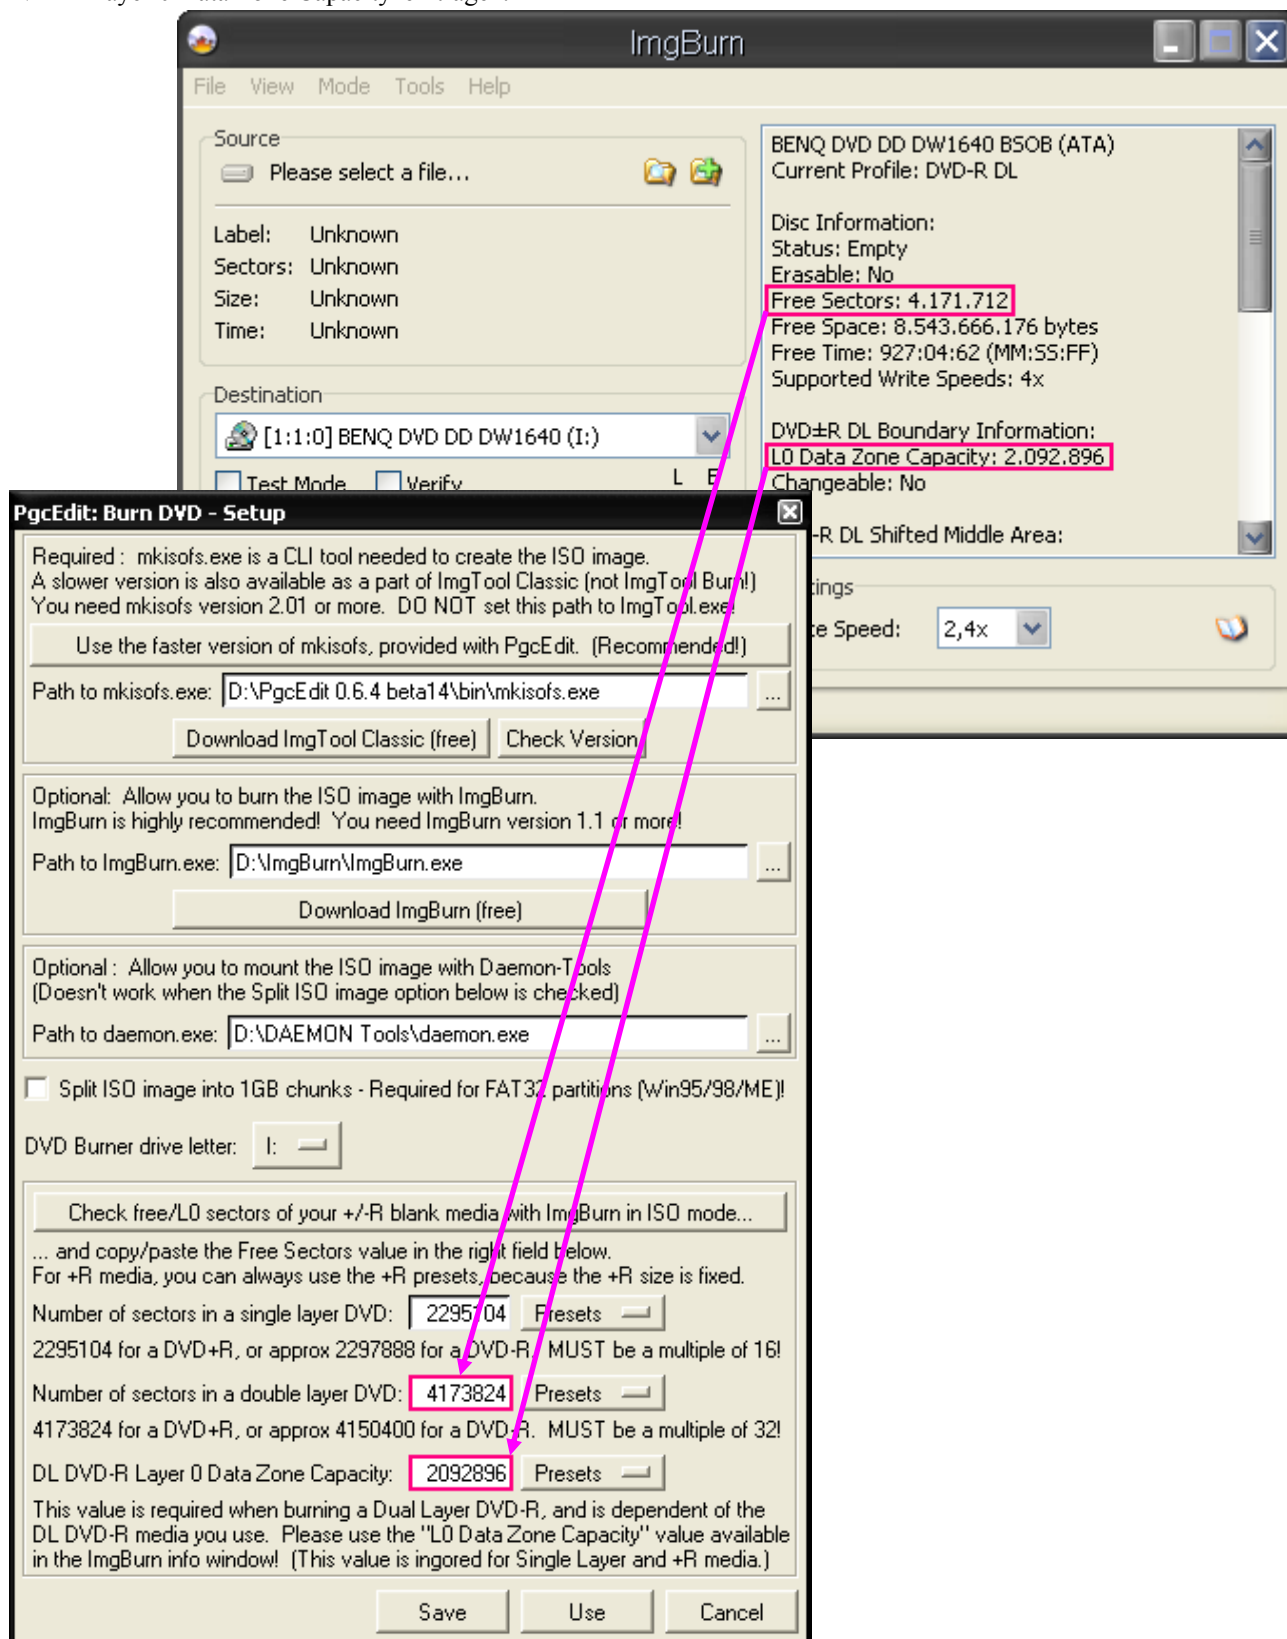 ImgBurn
File View Mode Tools Help
Source
Please select a file...
Label: Unknown
Sectors: Unknown
Size: Unknown
Time: Unknown
Destination
[1:1:0] BENQ DVD DD DW1640 (I:)
Test Mode Verify
BENQ DVD DD DW1640 BSOB (ATA)
Current Profile: DVD-R DL
Disc Information:
Status: Empty
Erasable: No
Free Sectors: 4.171.712
Free Space: 8.543.666.176 bytes
Free Time: 927:04:62 (MM:SS:FF)
Supported Write Speeds: 4x
DVD±R DL Boundary Information:
L0 Data Zone Capacity: 2.092.896
Changeable: No
-R DL Shifted Middle Area:
Speed: 2,4x
PgcEdit: Burn DVD - Setup
Required : mkisofs.exe is a CLI tool needed to create the ISO image.
A slower version is also available as a part of ImgTool Classic (not ImgTool Burn!)
You need mkisofs version 2.01 or more. DO NOT set this path to ImgTool.exe!
Use the faster version of mkisofs, provided with PgcEdit. (Recommended!)
Path to mkisofs.exe: D:\PgcEdit 0.6.4 beta14\bin\mkisofs.exe ...
Download ImgTool Classic (free) Check Version
Optional: Allow you to burn the ISO image with ImgBurn.
ImgBurn is highly recommended! You need ImgBurn version 1.1 or more!
Path to ImgBurn.exe: D:\ImgBurn\ImgBurn.exe ...
Download ImgBurn (free)
Optional : Allow you to mount the ISO image with Daemon-Tools
(Doesn't work when the Split ISO image option below is checked)
Path to daemon.exe: D:\DAEMON Tools\daemon.exe ...
Split ISO image into 1GB chunks - Required for FAT32 partitions (Win95/98/ME)!
DVD Burner drive letter: I:
Check free/L0 sectors of your +/-R blank media with ImgBurn in ISO mode...
... and copy/paste the Free Sectors value in the right field below.
For +R media, you can always use the +R presets, because the +R size is fixed.
Number of sectors in a single layer DVD: 2295104 Presets
2295104 for a DVD+R, or approx 2297888 for a DVD-R. MUST be a multiple of 16!
Number of sectors in a double layer DVD: 4173824 Presets
4173824 for a DVD+R, or approx 4150400 for a DVD-R. MUST be a multiple of 32!
DL DVD-R Layer 0 Data Zone Capacity: 2092896 Presets
This value is required when burning a Dual Layer DVD-R, and is dependent of the
DL DVD-R media you use. Please use the "L0 Data Zone Capacity" value available
in the ImgBurn info window! (This value is ingored for Single Layer and +R media.)
Save Use Cancel